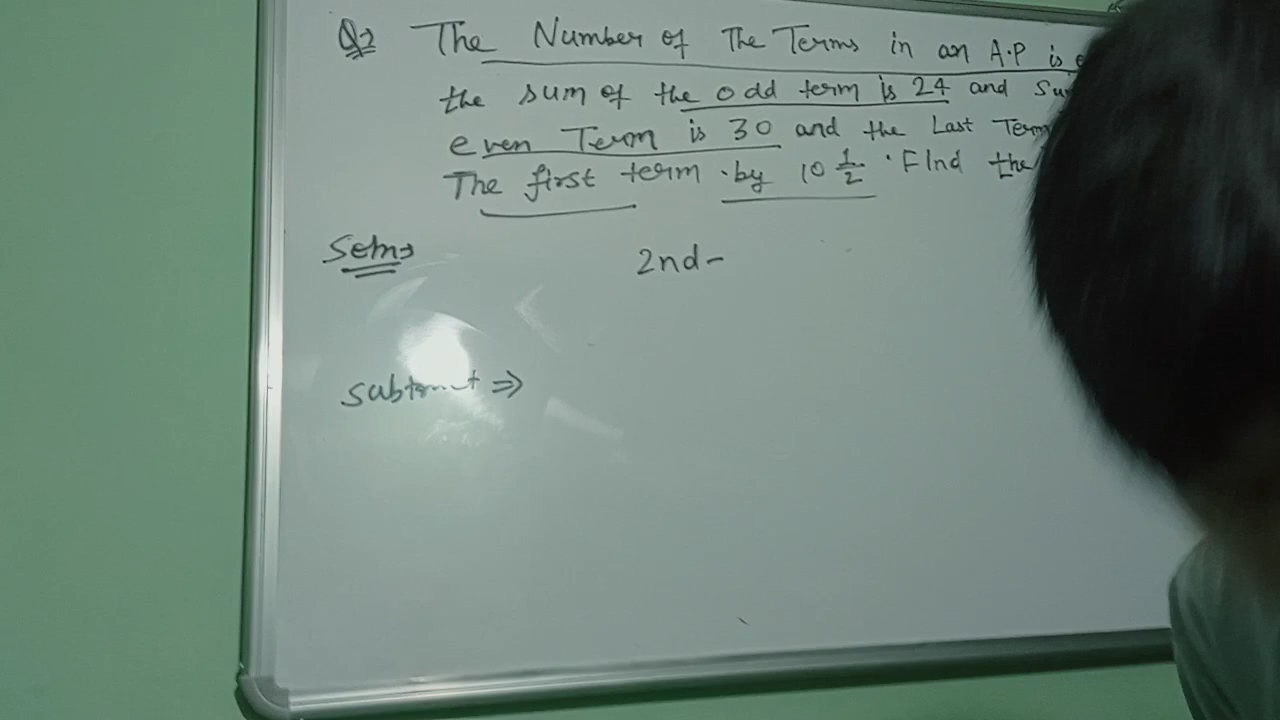 Q2 The Number of The Terms in an A.P is
the sum of the odd term is 24 and
even Term is 30 and the Last Term
The first term .by 10 1/2 . Find the
Soln⇒
2nd-
subtract ⇒